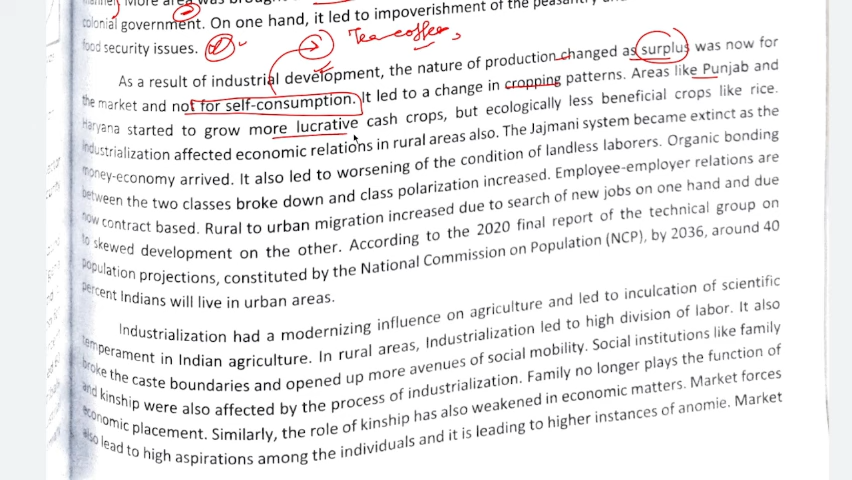 More area was
colonial government. On one hand, it led to impoverishment of the peasantry
food security issues.
Tea-coffee,
As a result of industrial development, the nature of production changed as surplus was now for
the market and not for self-consumption. It led to a change in cropping patterns. Areas like Punjab and
Haryana started to grow more lucrative cash crops, but ecologically less beneficial crops like rice.
Industrialization affected economic relations in rural areas also. The Jajmani system became extinct as the
money-economy arrived. It also led to worsening of the condition of landless laborers. Organic bonding
between the two classes broke down and class polarization increased. Employee-employer relations are
now contract based. Rural to urban migration increased due to search of new jobs on one hand and due
to skewed development on the other. According to the 2020 final report of the technical group on
population projections, constituted by the National Commission on Population (NCP), by 2036, around 40
percent Indians will live in urban areas.
Industrialization had a modernizing influence on agriculture and led to inculcation of scientific
temperament in Indian agriculture. In rural areas, Industrialization led to high division of labor. It also
broke the caste boundaries and opened up more avenues of social mobility. Social institutions like family
and kinship were also affected by the process of industrialization. Family no longer plays the function of
economic placement. Similarly, the role of kinship has also weakened in economic matters. Market forces
also lead to high aspirations among the individuals and it is leading to higher instances of anomie. Market